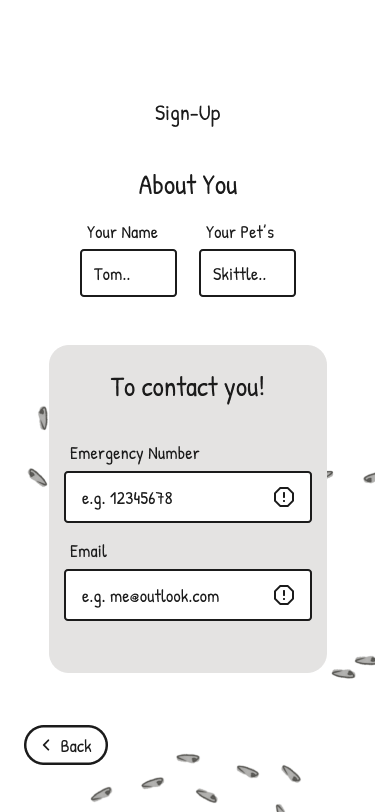 Sign-Up
About You
Your Name
Your Pet's
Tom..
Skittle..
To contact you!
Emergency Number
e.g. 12345678
Email
e.g. me@outlook.com
Back